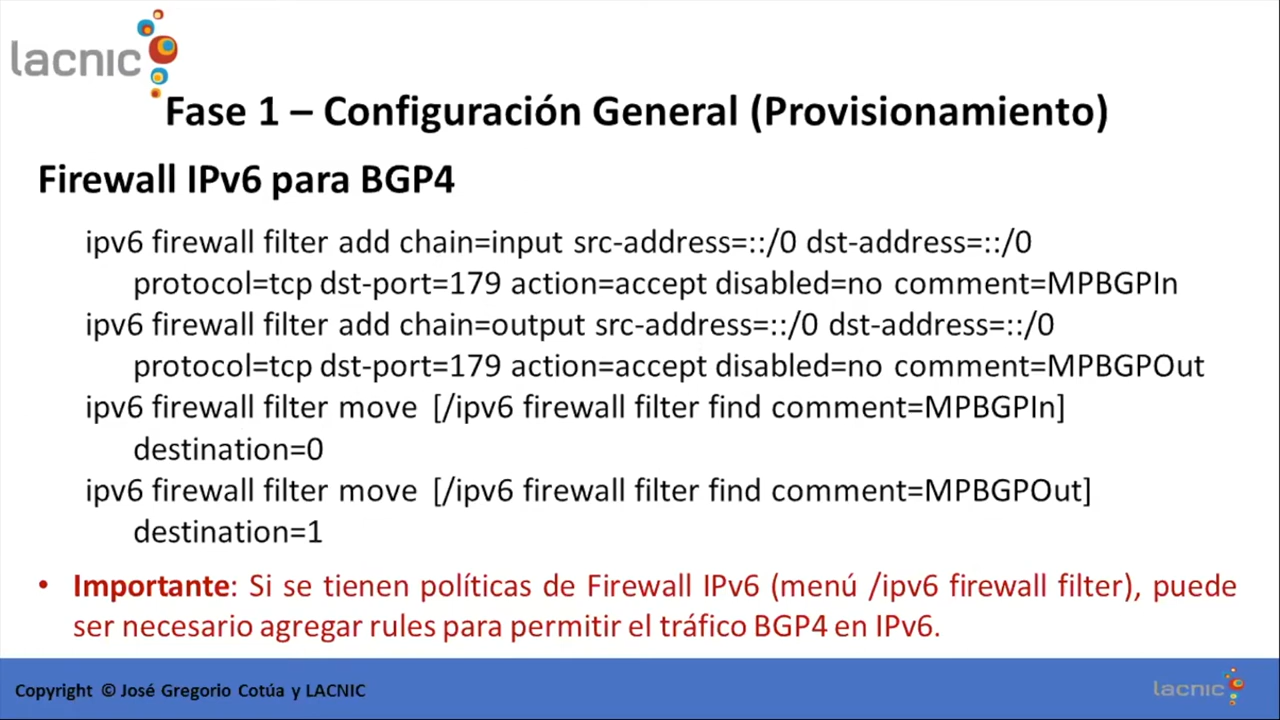 lacnic
Fase 1 – Configuración General (Provisionamiento)
Firewall IPv6 para BGP4
ipv6 firewall filter add chain=input src-address=::/0 dst-address=::/0
protocol=tcp dst-port=179 action=accept disabled=no comment=MPBGPIn
ipv6 firewall filter add chain=output src-address=::/0 dst-address=::/0
protocol=tcp dst-port=179 action=accept disabled=no comment=MPBGPOut
ipv6 firewall filter move [/ipv6 firewall filter find comment=MPBGPIn]
destination=0
ipv6 firewall filter move [/ipv6 firewall filter find comment=MPBGPOut]
destination=1
• Importante: Si se tienen políticas de Firewall IPv6 (menú /ipv6 firewall filter), puede
ser necesario agregar rules para permitir el tráfico BGP4 en IPv6.
Copyright © José Gregorio Cotúa y LACNIC
lacnic